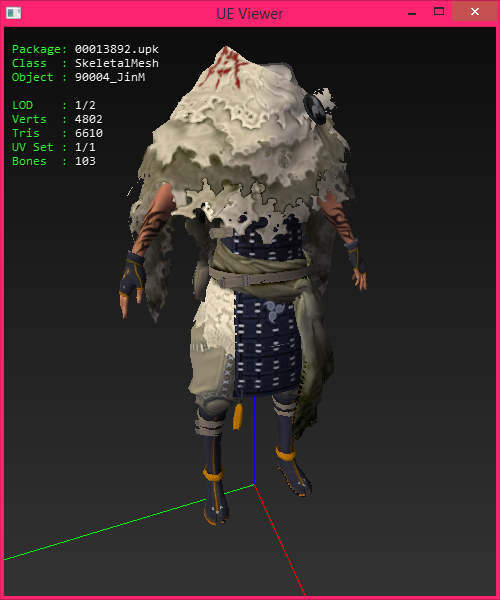 UE Viewer
Package: 00013892.upk
Class : SkeletalMesh
Object : 90004_JinM
LOD : 1/2
Verts : 4802
Tris : 6610
UV Set : 1/1
Bones : 103